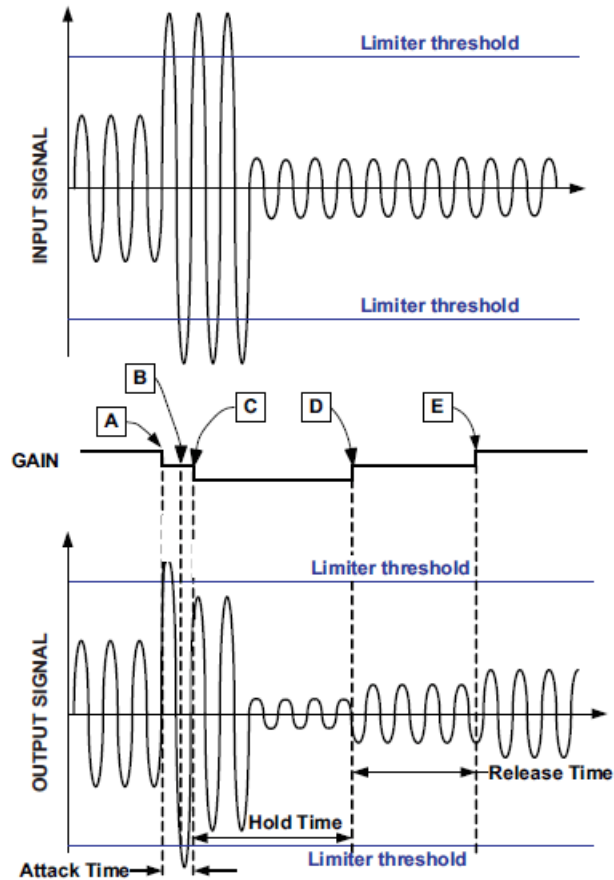 Limiter threshold
INPUT SIGNAL
Limiter threshold
B
A
C
D
E
GAIN
Limiter threshold
OUTPUT SIGNAL
Release Time
Hold Time
Limiter threshold
Attack Time